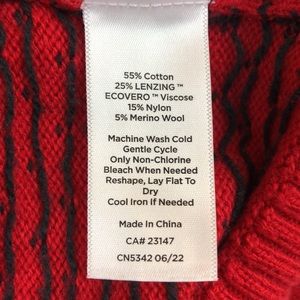 55% Cotton
25% LENZING™
ECOVERO™ Viscose
15% Nylon
5% Merino Wool
Machine Wash Cold
Gentle Cycle
Only Non-Chlorine
Bleach When Needed
Reshape, Lay Flat To
Dry
Cool Iron If Needed
Made In China
CA# 23147
CN5342 06/22